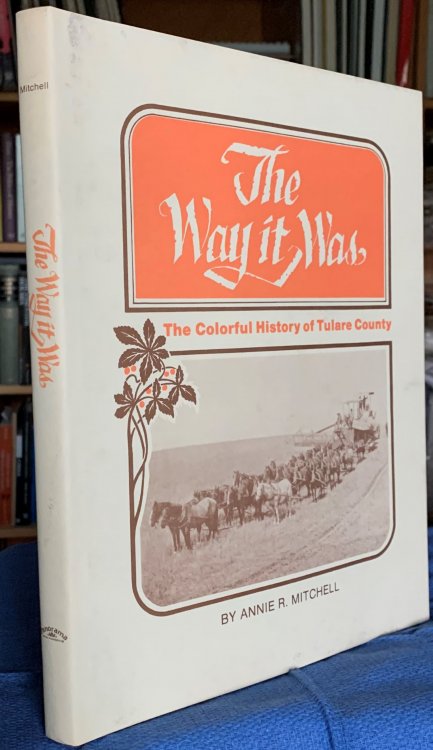 Mitchell
The Way it Was
The
Way it Was
The Colorful History of Tulare County
BY ANNIE R. MITCHELL